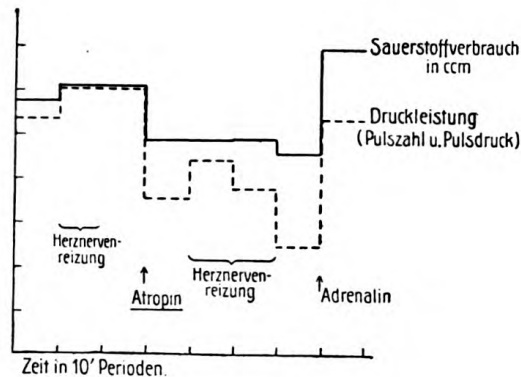 Sauerstoffverbrauch
in ccm
Druckleistung
(Pulszahl u. Pulsdruck)
Herznerven-
reizung
Atropin
Herznerven-
reizung
Adrenalin
Zeit in 10' Perioden.